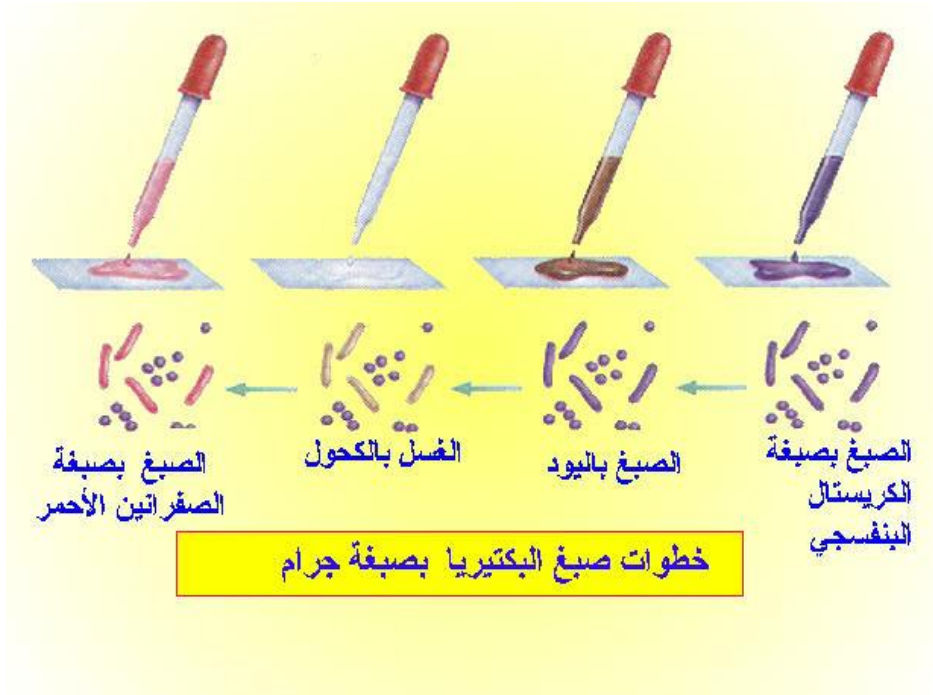 الصبغ بصبغة
الكريستال
البنفسجي
الصبغ باليود
الغسل بالكحول
الصبغ بصبغة
الصفرانين الأحمر
خطوات صبغ البكتيريا بصبغة جرام